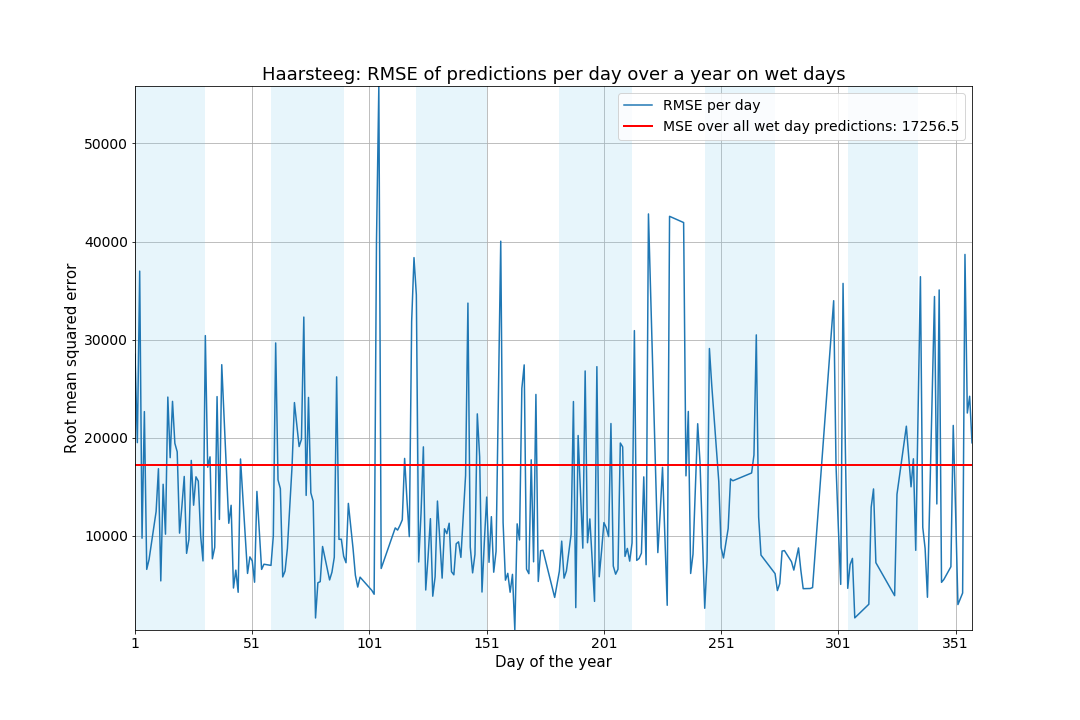 Haarsteeg: RMSE of predictions per day over a year on wet days
RMSE per day
MSE over all wet day predictions: 17256.5
Root mean squared error
50000
40000
30000
20000
10000
1 51 101 151 201 251 301 351
Day of the year